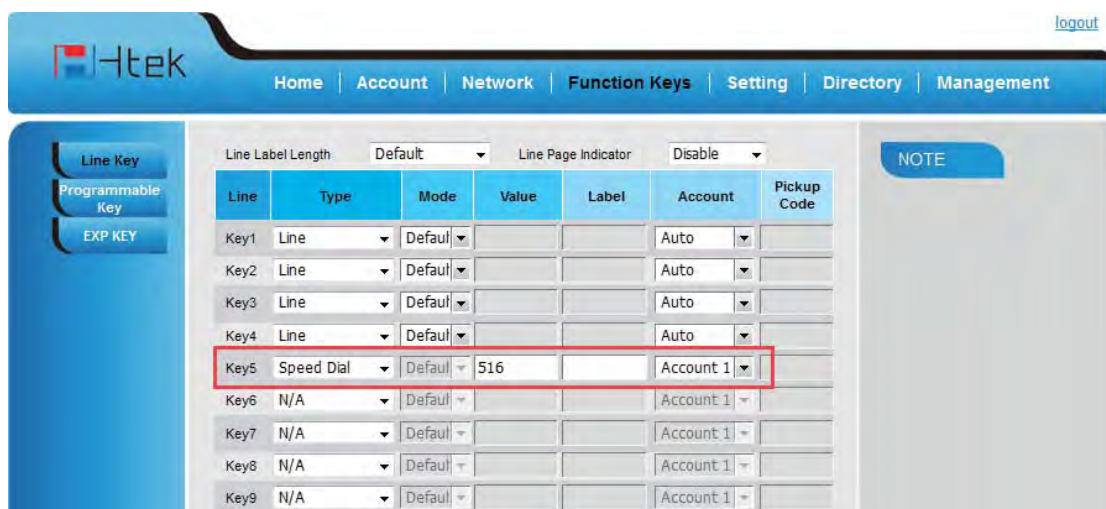 logout
Htek
Home | Account | Network | Function Keys | Setting | Directory | Management
Line Key
Programmable Key
EXP KEY
Line Label Length Default Line Page Indicator Disable
NOTE
Line Type Mode Value Label Account Pickup Code
Key1 Line Defaul Auto
Key2 Line Defaul Auto
Key3 Line Defaul Auto
Key4 Line Defaul Auto
Key5 Speed Dial Defaul 516 Account 1
Key6 N/A Defaul Account 1
Key7 N/A Defaul Account 1
Key8 N/A Defaul Account 1
Key9 N/A Defaul Account 1